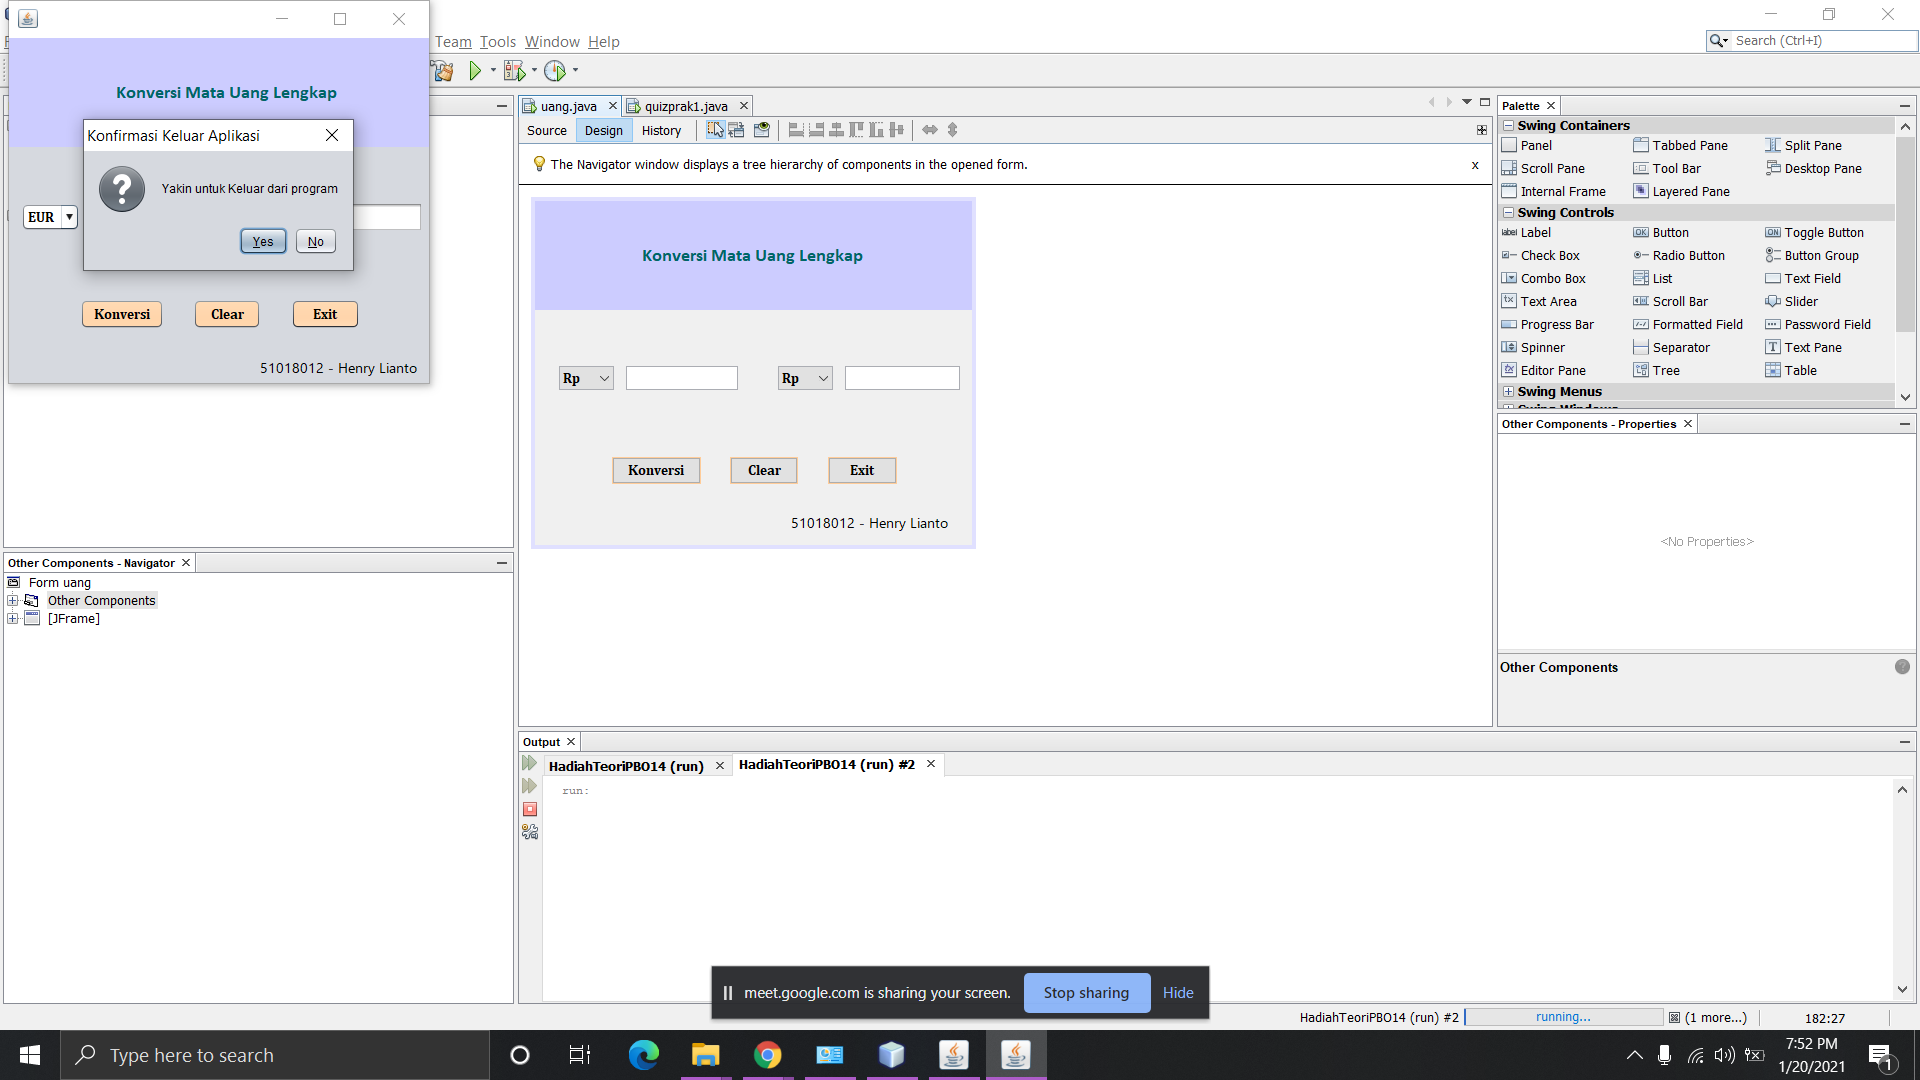 Team Tools Window Help
Search (Ctrl+I)
Konversi Mata Uang Lengkap
Konfirmasi Keluar Aplikasi
Yakin untuk Keluar dari program
Yes No
EUR
Konversi Clear Exit
51018012 - Henry Lianto
uang.java quizprak1.java
Source Design History
The Navigator window displays a tree hierarchy of components in the opened form. x
Konversi Mata Uang Lengkap
Rp Rp
Konversi Clear Exit
51018012 - Henry Lianto
Palette
Swing Containers
Panel Tabbed Pane Split Pane
Scroll Pane Tool Bar Desktop Pane
Internal Frame Layered Pane
Swing Controls
label Label OK Button ON Toggle Button
Check Box Radio Button Button Group
Combo Box List Text Field
Text Area Scroll Bar Slider
Progress Bar Formatted Field Password Field
Spinner Separator Text Pane
Editor Pane Tree Table
Swing Menus
Swing Windows
Other Components - Properties
<No Properties>
Other Components
Other Components - Navigator
Form uang
Other Components
[JFrame]
Output
HadiahTeoriPBO14 (run) HadiahTeoriPBO14 (run) #2
run:
meet.google.com is sharing your screen. Stop sharing Hide
HadiahTeoriPBO14 (run) #2 running... (1 more...) 182:27
Type here to search
7:52 PM
1/20/2021
1